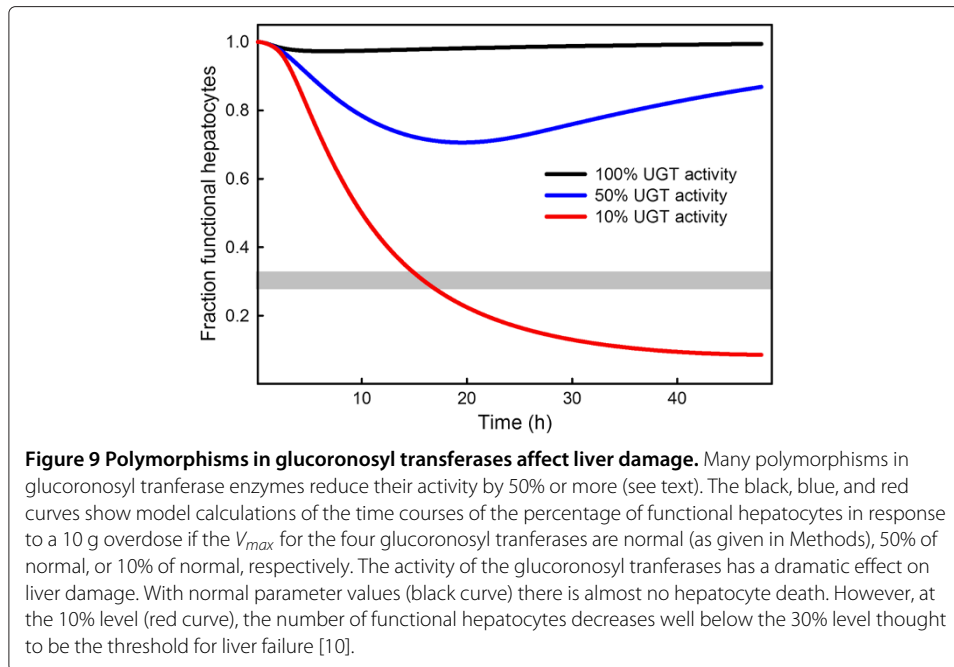 1.0
0.8
0.6
0.4
0.2
Fraction functional hepatocytes
100% UGT activity
50% UGT activity
10% UGT activity
10
20
30
40
Time (h)
Figure 9 Polymorphisms in glucoronosyl transferases affect liver damage. Many polymorphisms in
glucoronosyl tranferase enzymes reduce their activity by 50% or more (see text). The black, blue, and red
curves show model calculations of the time courses of the percentage of functional hepatocytes in response
to a 10 g overdose if the Vmax for the four glucoronosyl tranferases are normal (as given in Methods), 50% of
normal, or 10% of normal, respectively. The activity of the glucoronosyl tranferases has a dramatic effect on
liver damage. With normal parameter values (black curve) there is almost no hepatocyte death. However, at
the 10% level (red curve), the number of functional hepatocytes decreases well below the 30% level thought
to be the threshold for liver failure [10].